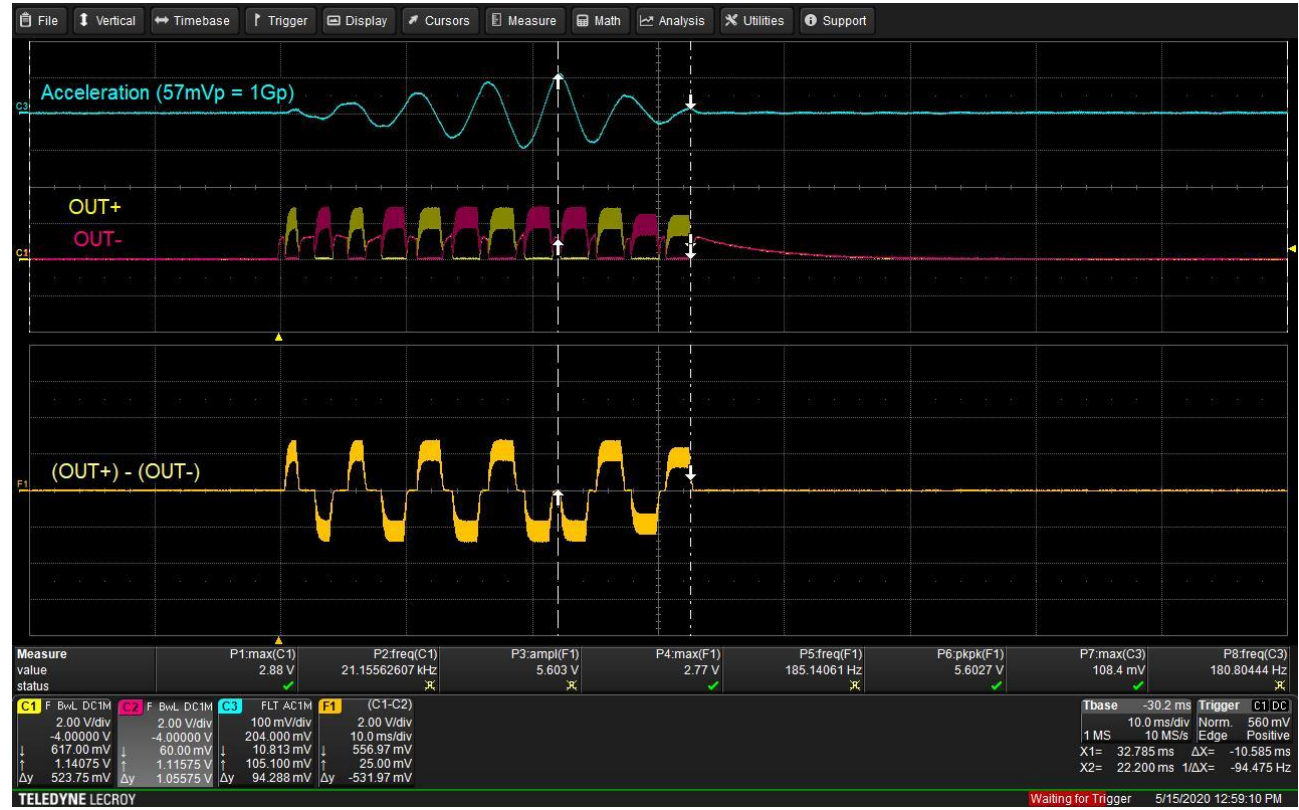 File Vertical Timebase Trigger Display Cursors Measure Math Analysis Utilities Support
Acceleration (57mVp = 1Gp)
C3
OUT+
OUT-
C1
(OUT+) - (OUT-)
F1
Measure P1:max(C1) P2:freq(C1) P3:ampl(F1) P4:max(F1) P5:freq(F1) P6:pkpk(F1) P7:max(C3) P8:freq(C3)
value 2.88 V 21.15562607 kHz 5.603 V 2.77 V 185.14061 Hz 5.6027 V 108.4 mV 180.80444 Hz
status
C1 F BwL DC1M C2 F BwL DC1M C3 FLT AC1M F1 (C1-C2) Tbase -30.2 ms Trigger C1 DC
2.00 V/div 2.00 V/div 100 mV/div 2.00 V/div 10.0 ms/div Norm. 560 mV
-4.00000 V -4.00000 V 204.000 mV 10.0 ms/div 1 MS 10 MS/s Edge Positive
↓ 617.00 mV ↓ 60.00 mV ↓ 10.813 mV ↓ 556.97 mV X1= 32.785 ms ΔX= -10.585 ms
↑ 1.14075 V ↑ 1.11575 V ↑ 105.100 mV ↑ 25.00 mV X2= 22.200 ms 1/ΔX= -94.475 Hz
Δy 523.75 mV Δy 1.05575 V Δy 94.288 mV Δy -531.97 mV
TELEDYNE LECROY Waiting for Trigger 5/15/2020 12:59:10 PM